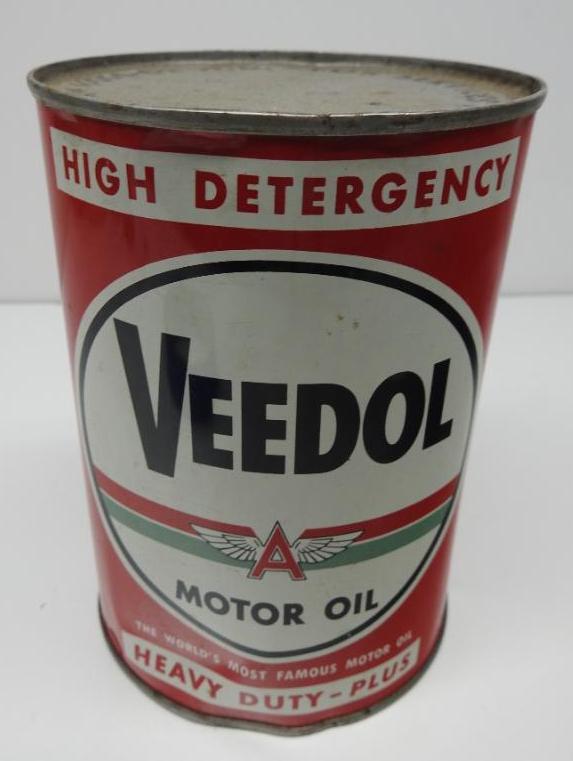 HIGH DETERGENCY
VEEDOL
A
MOTOR OIL
THE WORLD'S MOST FAMOUS MOTOR OIL
HEAVY DUTY-PLUS